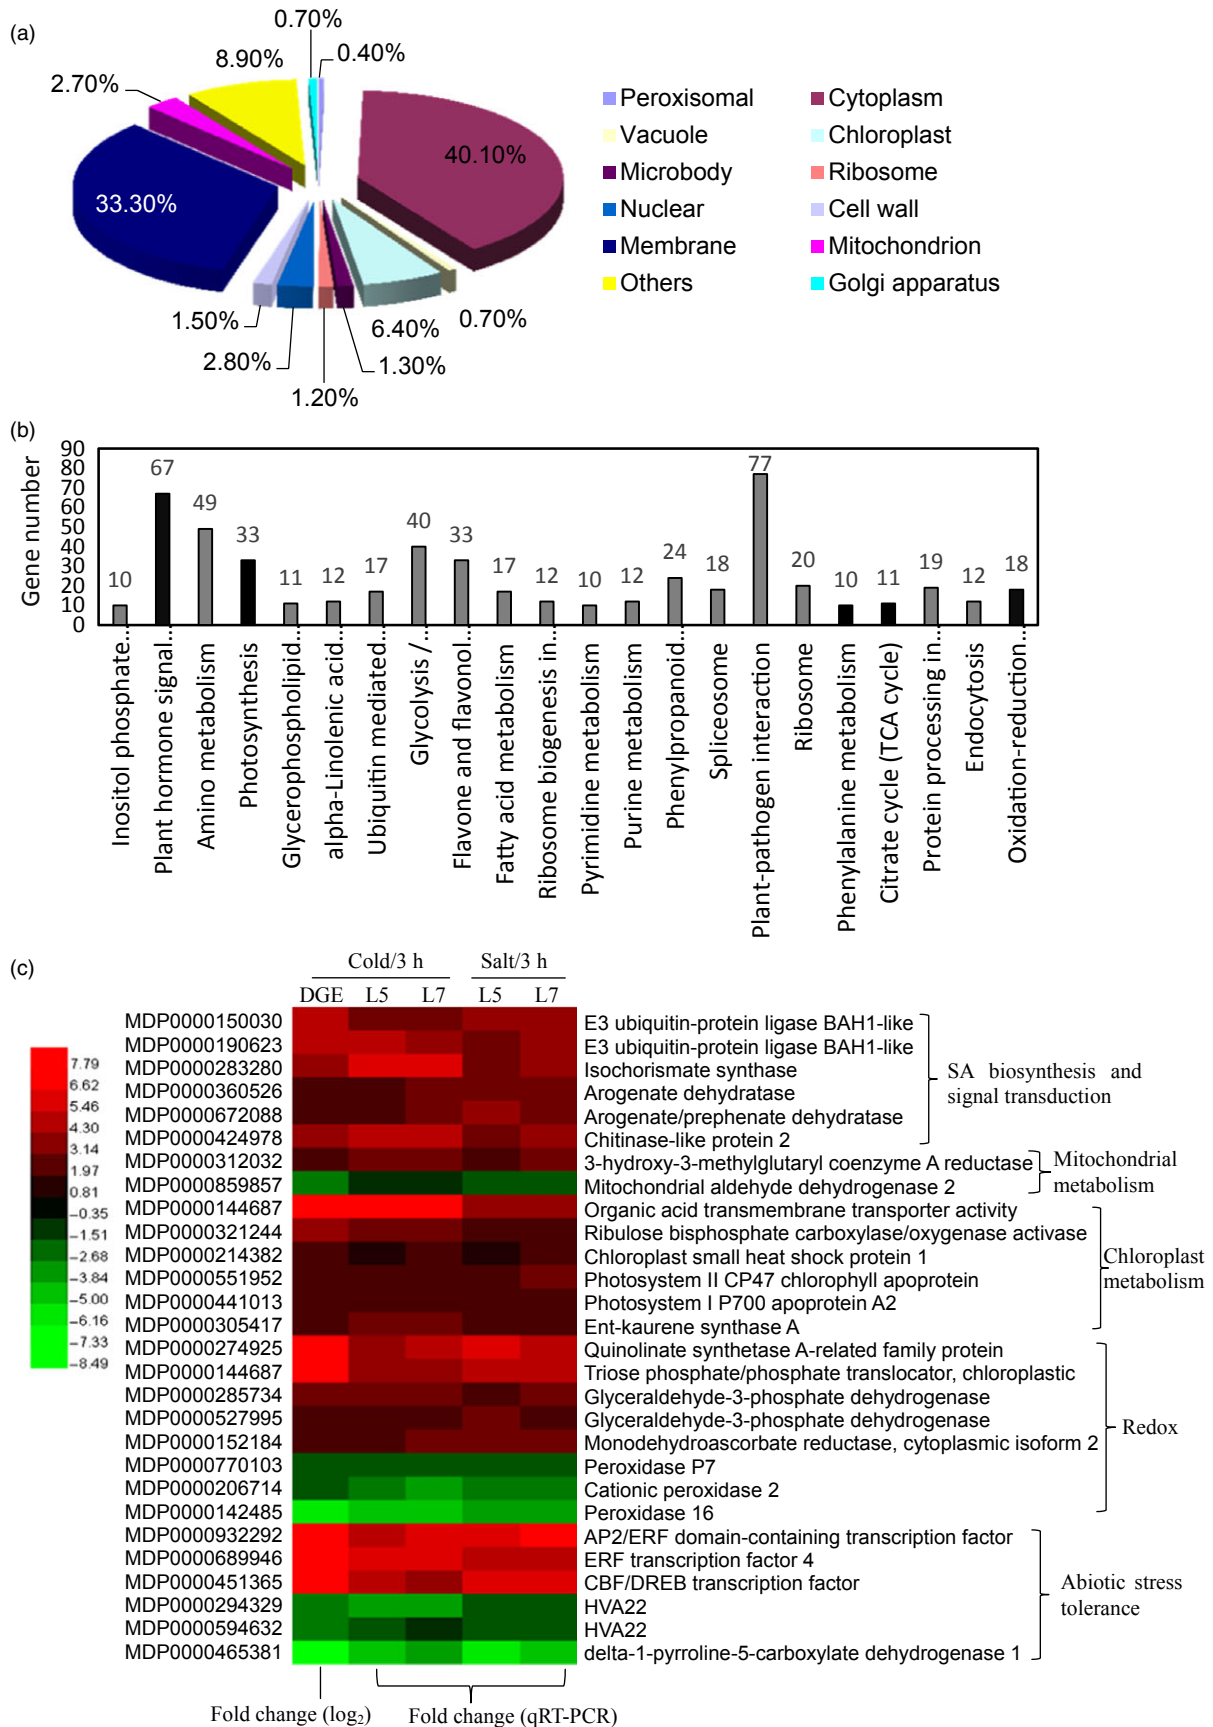 (a)
0.70%
0.40%
8.90%
2.70%
40.10%
33.30%
1.50%
2.80%
1.20%
1.30%
6.40%
0.70%
Peroxisomal
Cytoplasm
Vacuole
Chloroplast
Microbody
Ribosome
Nuclear
Cell wall
Membrane
Mitochondrion
Others
Golgi apparatus
(b)
Gene number
90
80
70
60
50
40
30
20
10
0
10
67
49
33
11
12
17
40
33
17
12
10
12
24
18
77
20
10
11
19
12
18
Inositol phosphate...
Plant hormone signal...
Amino metabolism
Photosynthesis
Glycerophospholipid...
alpha-Linolenic acid...
Ubiquitin mediated...
Glycolysis /...
Flavone and flavonol...
Fatty acid metabolism
Ribosome biogenesis in...
Pyrimidine metabolism
Purine metabolism
Phenylpropanoid...
Spliceosome
Plant-pathogen interaction
Ribosome
Phenylalanine metabolism
Citrate cycle (TCA cycle)
Protein processing in...
Endocytosis
Oxidation-reduction...
(c)
Cold/3 h
Salt/3 h
DGE L5 L7 L5 L7
7.79
6.62
5.46
4.30
3.14
1.97
0.81
−0.35
−1.51
−2.68
−3.84
−5.00
−6.16
−7.33
−8.49
MDP0000150030 E3 ubiquitin-protein ligase BAH1-like
MDP0000190623 E3 ubiquitin-protein ligase BAH1-like
MDP0000283280 Isochorismate synthase
MDP0000360526 Arogenate dehydratase
MDP0000672088 Arogenate/prephenate dehydratase
MDP0000424978 Chitinase-like protein 2
MDP0000312032 3-hydroxy-3-methylglutaryl coenzyme A reductase
MDP0000859857 Mitochondrial aldehyde dehydrogenase 2
MDP0000144687 Organic acid transmembrane transporter activity
MDP0000321244 Ribulose bisphosphate carboxylase/oxygenase activase
MDP0000214382 Chloroplast small heat shock protein 1
MDP0000551952 Photosystem II CP47 chlorophyll apoprotein
MDP0000441013 Photosystem I P700 apoprotein A2
MDP0000305417 Ent-kaurene synthase A
MDP0000274925 Quinolinate synthetase A-related family protein
MDP0000144687 Triose phosphate/phosphate translocator, chloroplastic
MDP0000285734 Glyceraldehyde-3-phosphate dehydrogenase
MDP0000527995 Glyceraldehyde-3-phosphate dehydrogenase
MDP0000152184 Monodehydroascorbate reductase, cytoplasmic isoform 2
MDP0000770103 Peroxidase P7
MDP0000206714 Cationic peroxidase 2
MDP0000142485 Peroxidase 16
MDP0000932292 AP2/ERF domain-containing transcription factor
MDP0000689946 ERF transcription factor 4
MDP0000451365 CBF/DREB transcription factor
MDP0000294329 HVA22
MDP0000594632 HVA22
MDP0000465381 delta-1-pyrroline-5-carboxylate dehydrogenase 1
SA biosynthesis and
signal transduction
Mitochondrial
metabolism
Chloroplast
metabolism
Redox
Abiotic stress
tolerance
Fold change (log₂)
Fold change (qRT-PCR)